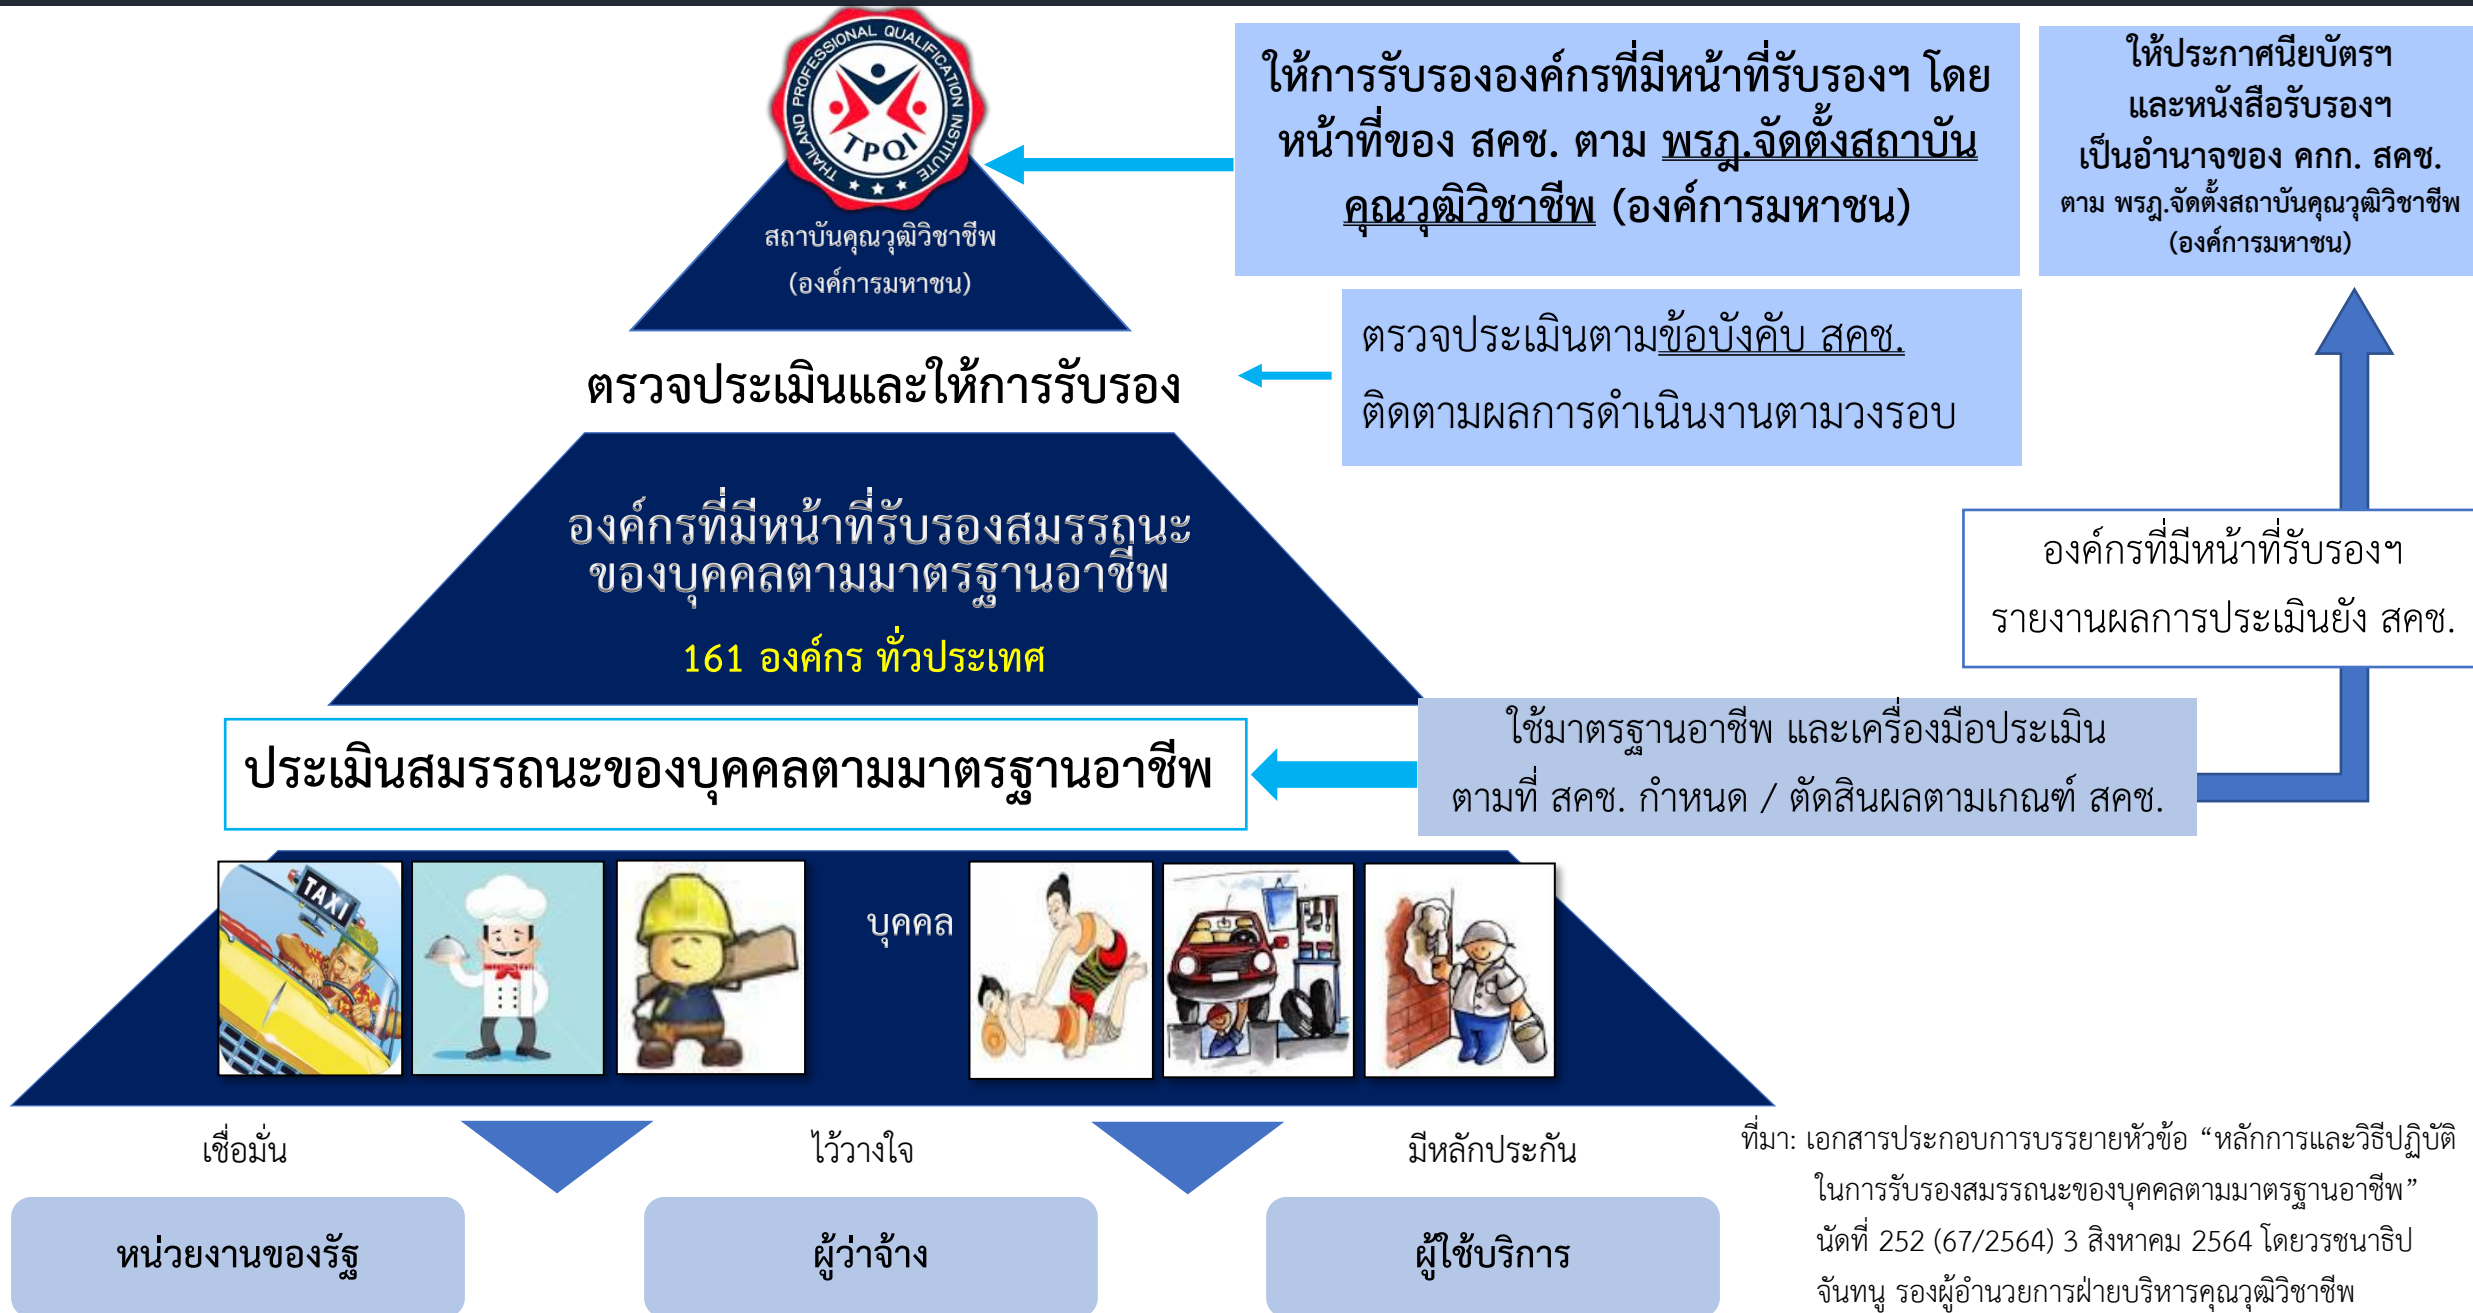 THAILAND PROFESSIONAL QUALIFICATION INSTITUTE
TPQI
สถาบันคุณวุฒิวิชาชีพ
(องค์การมหาชน)
ให้การรับรององค์กรที่มีหน้าที่รับรองฯ โดย
หน้าที่ของ สคช. ตาม พรฎ.จัดตั้งสถาบัน
คุณวุฒิวิชาชีพ (องค์การมหาชน)
ให้ประกาศนียบัตรฯ
และหนังสือรับรองฯ
เป็นอำนาจของ คกก. สคช.
ตาม พรฎ.จัดตั้งสถาบันคุณวุฒิวิชาชีพ
(องค์การมหาชน)
ตรวจประเมินและให้การรับรอง
ตรวจประเมินตามข้อบังคับ สคช.
ติดตามผลการดำเนินงานตามวงรอบ
องค์กรที่มีหน้าที่รับรองสมรรถนะ
ของบุคคลตามมาตรฐานอาชีพ
161 องค์กร ทั่วประเทศ
องค์กรที่มีหน้าที่รับรองฯ
รายงานผลการประเมินยัง สคช.
ประเมินสมรรถนะของบุคคลตามมาตรฐานอาชีพ
ใช้มาตรฐานอาชีพ และเครื่องมือประเมิน
ตามที่ สคช. กำหนด / ตัดสินผลตามเกณฑ์ สคช.
TAXI
บุคคล
เชื่อมั่น
ไว้วางใจ
มีหลักประกัน
หน่วยงานของรัฐ
ผู้ว่าจ้าง
ผู้ใช้บริการ
ที่มา: เอกสารประกอบการบรรยายหัวข้อ “หลักการและวิธีปฏิบัติ
ในการรับรองสมรรถนะของบุคคลตามมาตรฐานอาชีพ”
นัดที่ 252 (67/2564) 3 สิงหาคม 2564 โดยวรชนาธิป
จันทนู รองผู้อำนวยการฝ่ายบริหารคุณวุฒิวิชาชีพ